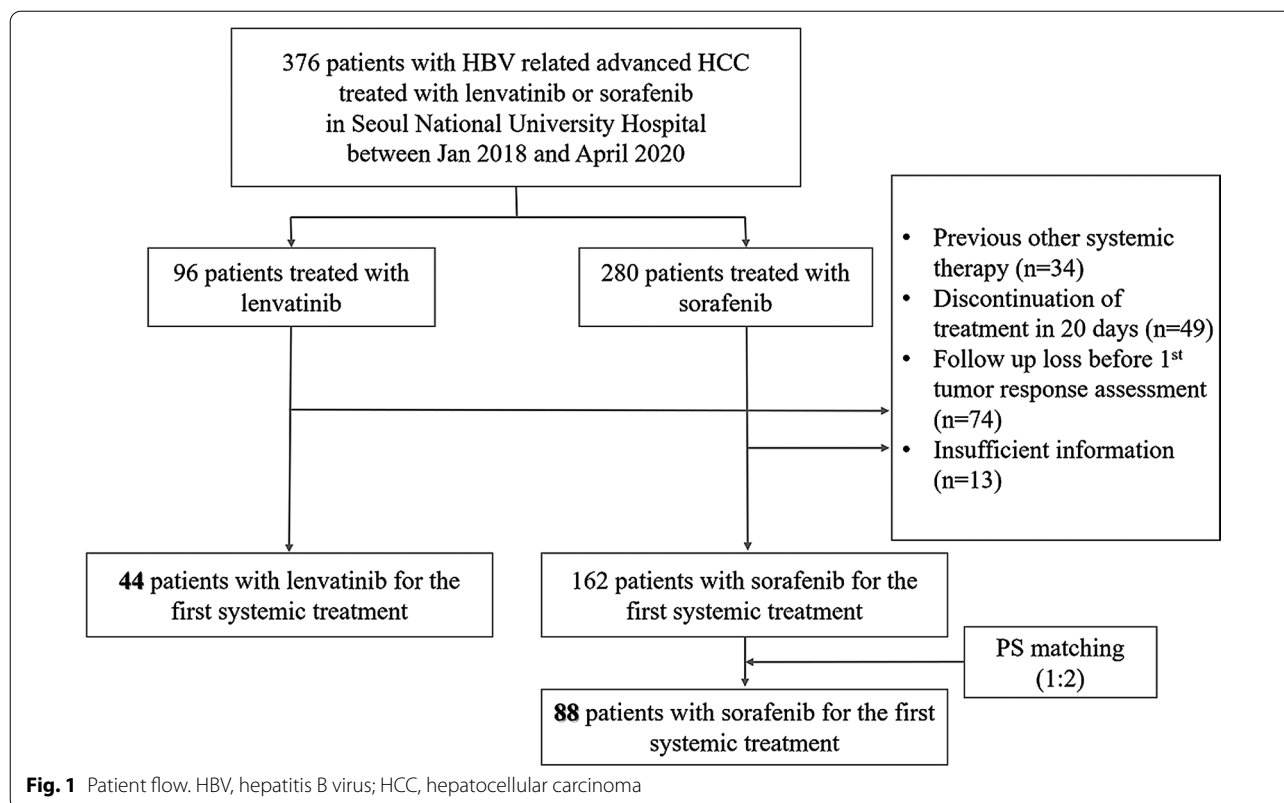 376 patients with HBV related advanced HCC
treated with lenvatinib or sorafenib
in Seoul National University Hospital
between Jan 2018 and April 2020
96 patients treated with
lenvatinib
280 patients treated with
sorafenib
• Previous other systemic
therapy (n=34)
• Discontinuation of
treatment in 20 days (n=49)
• Follow up loss before 1st
tumor response assessment
(n=74)
• Insufficient information
(n=13)
44 patients with lenvatinib for the
first systemic treatment
162 patients with sorafenib for the
first systemic treatment
PS matching
(1:2)
88 patients with sorafenib for the first
systemic treatment
Fig. 1 Patient flow. HBV, hepatitis B virus; HCC, hepatocellular carcinoma